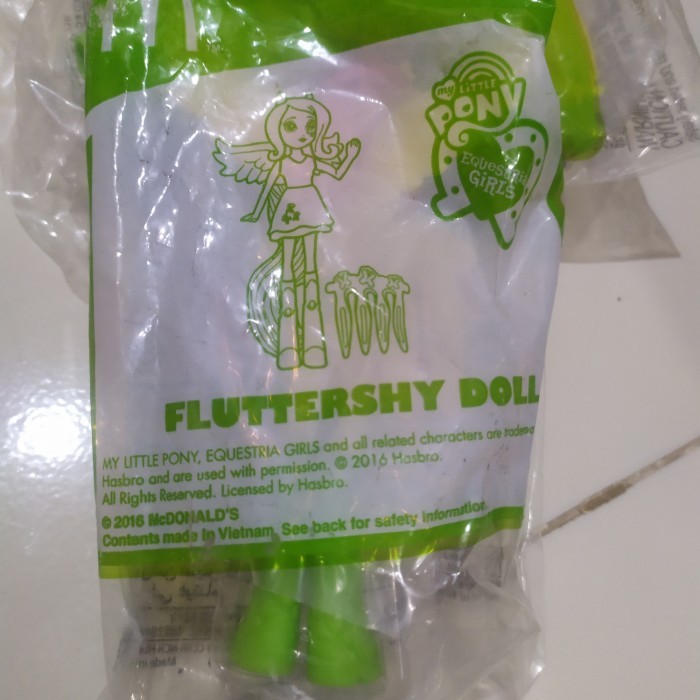 my LITTLE
PONY
EQUESTRIA
GIRLS
FLUTTERSHY DOLL
MY LITTLE PONY, EQUESTRIA GIRLS and all related characters are
Hasbro and are used with permission. © 2016 Hasbro.
All Rights Reserved. Licensed by Hasbro.
© 2016 McDONALD'S
Contents made in Vietnam. See back for safety information
Made in